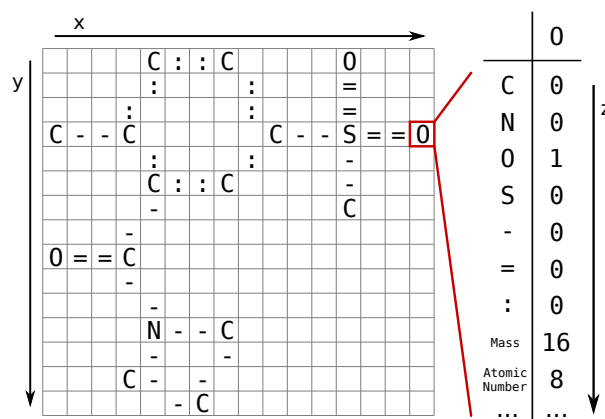 x
y
C : : C O
: : =
: : =
C - - C C - - S = = O
: : -
C : : C -
- C
-
O = = C
-
-
N - - C
- -
C - -
- C
O
C 0
N 0
O 1
S 0
- 0
= 0
: 0
Mass 16
Atomic Number 8
... ...
z